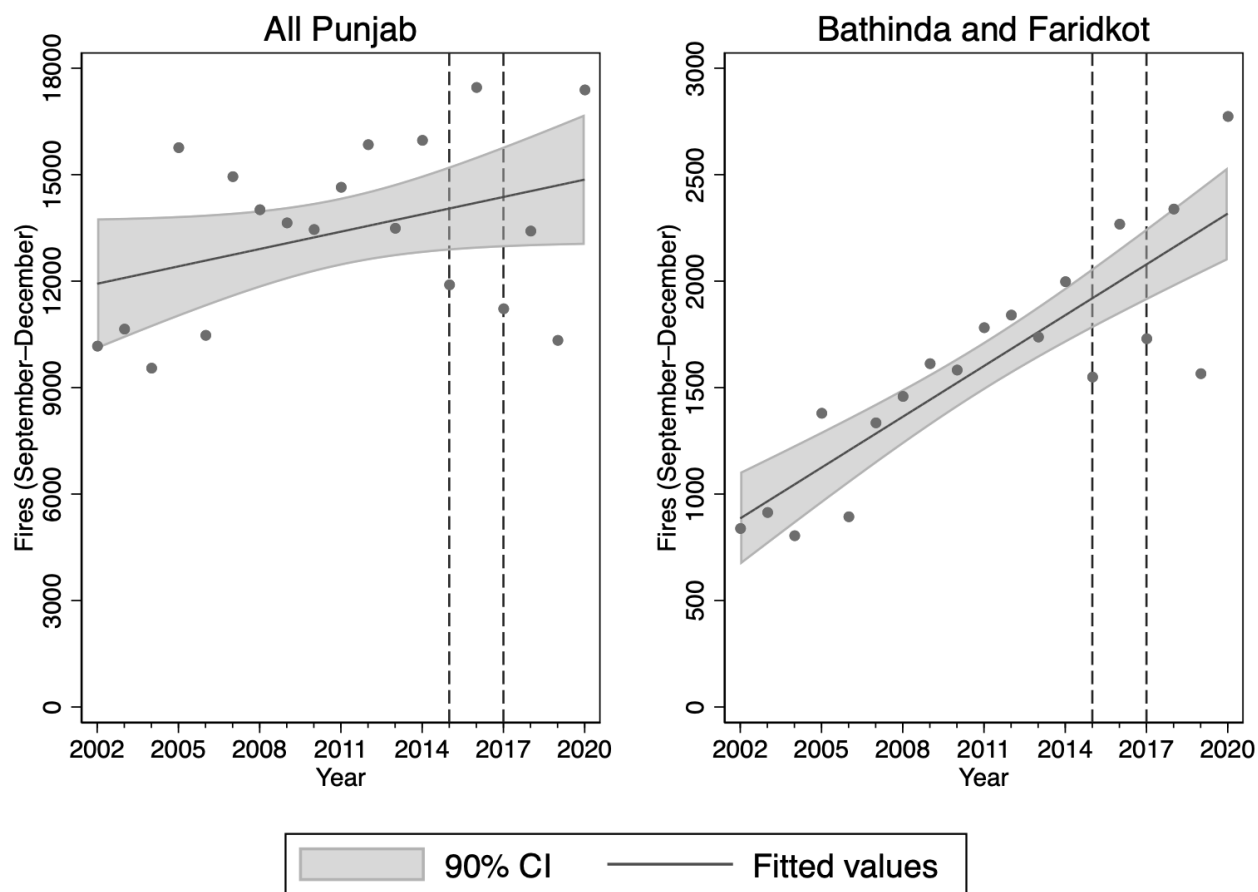 All Punjab
Fires (September–December)
18000
15000
12000
9000
6000
3000
0
2002 2005 2008 2011 2014 2017 2020
Year
Bathinda and Faridkot
Fires (September–December)
3000
2500
2000
1500
1000
500
0
2002 2005 2008 2011 2014 2017 2020
Year
90% CI Fitted values